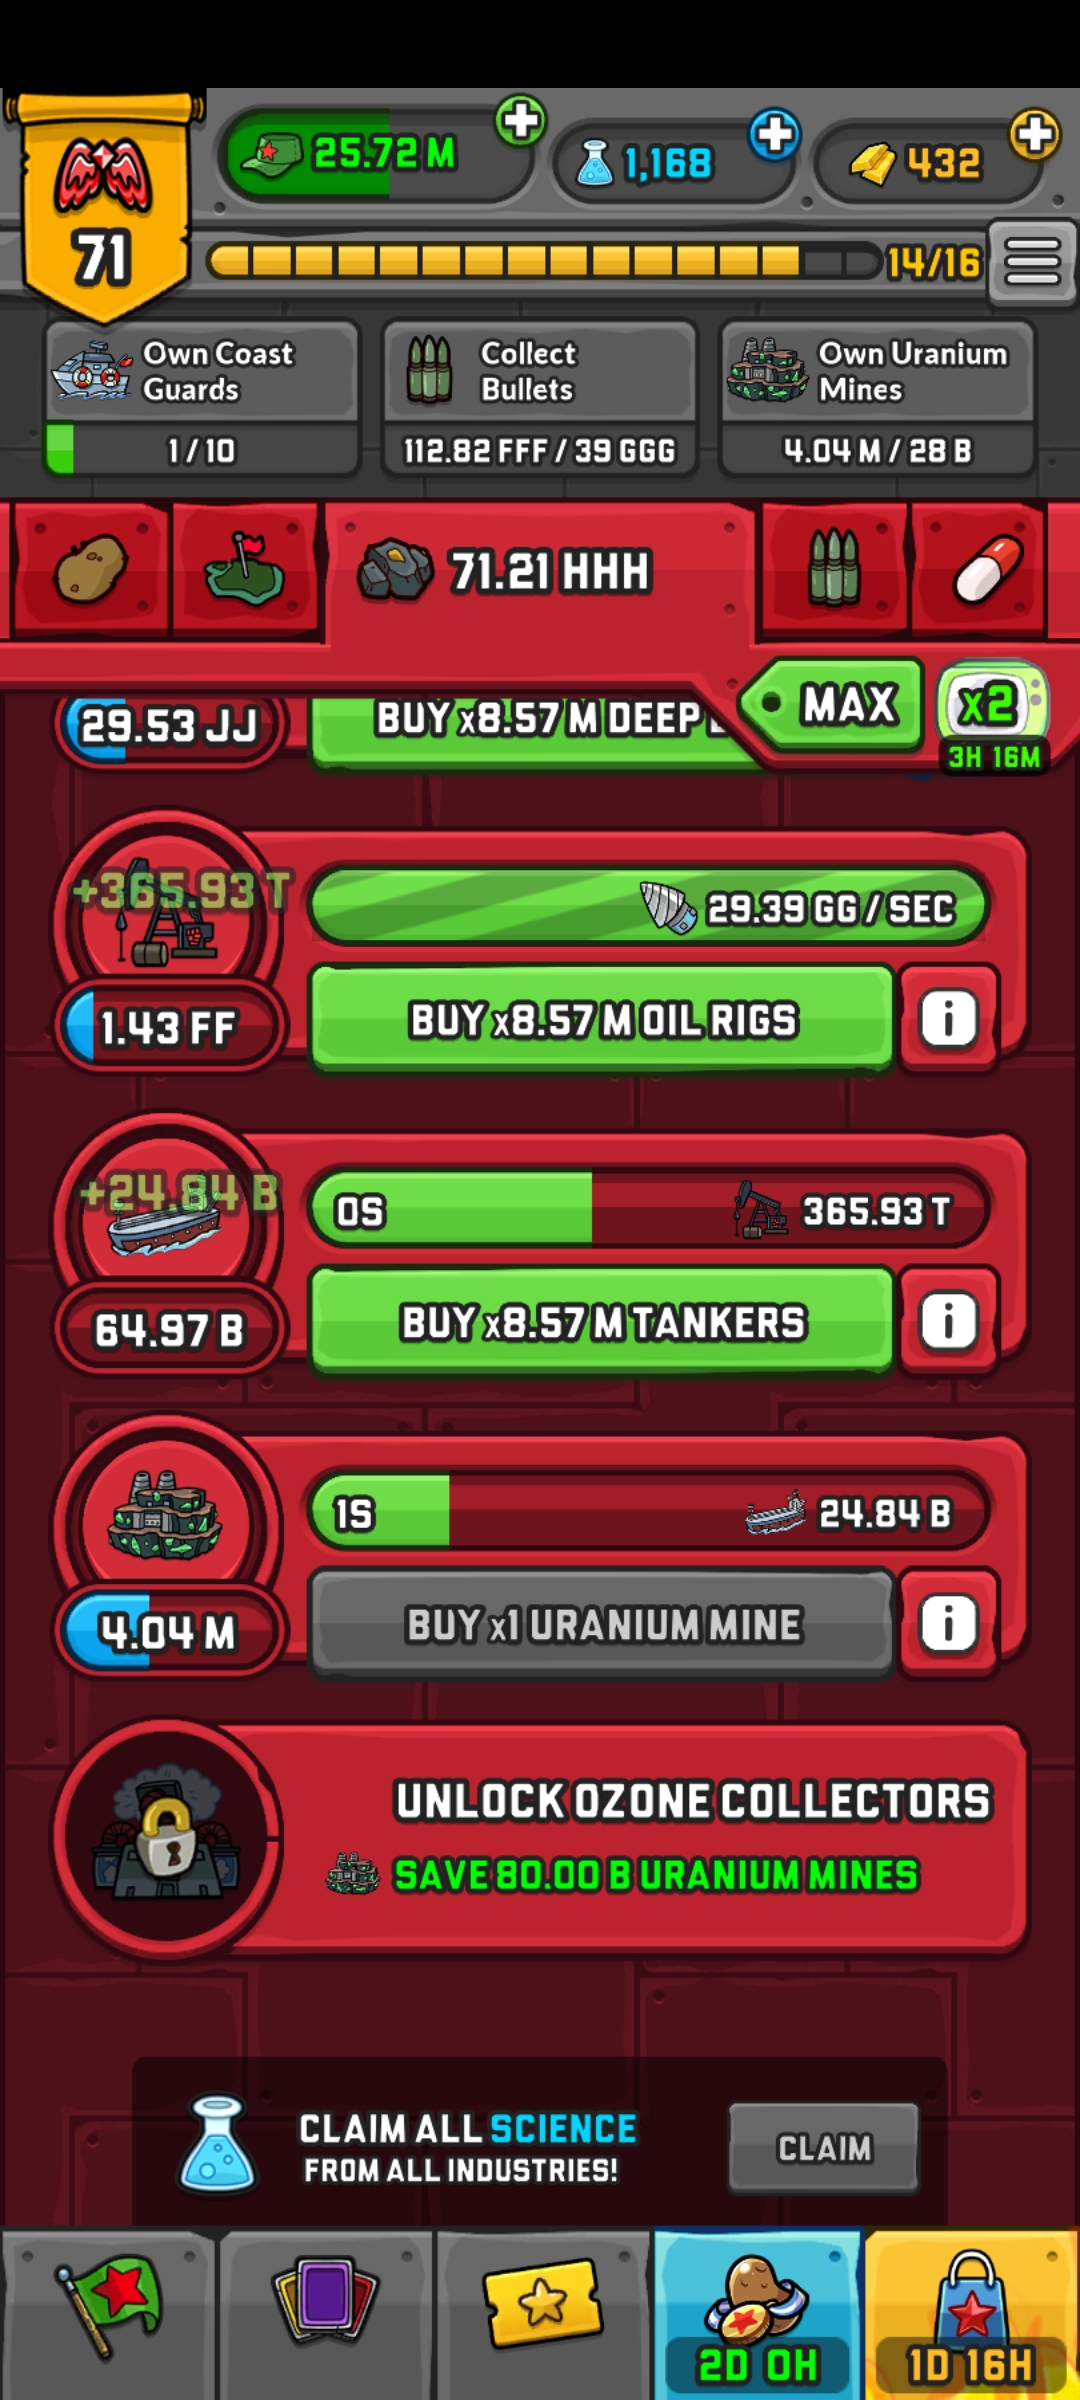 25.72 M
1,168
432
71
14/16
Own Coast
Guards
1 / 10
Collect
Bullets
112.82 FFF / 39 GGG
Own Uranium
Mines
4.04 M / 28 B
71.21 HHH
MAX
x2
3H 16M
29.53 JJ
BUY x8.57 M DEEP
+365.93 T
29.39 GG / SEC
1.43 FF
BUY x8.57 M OIL RIGS
i
+24.84 B
0S
365.93 T
64.97 B
BUY x8.57 M TANKERS
i
1S
24.84 B
4.04 M
BUY x1 URANIUM MINE
i
UNLOCK OZONE COLLECTORS
SAVE 80.00 B URANIUM MINES
CLAIM ALL SCIENCE
FROM ALL INDUSTRIES!
CLAIM
2D 0H
1D 16H